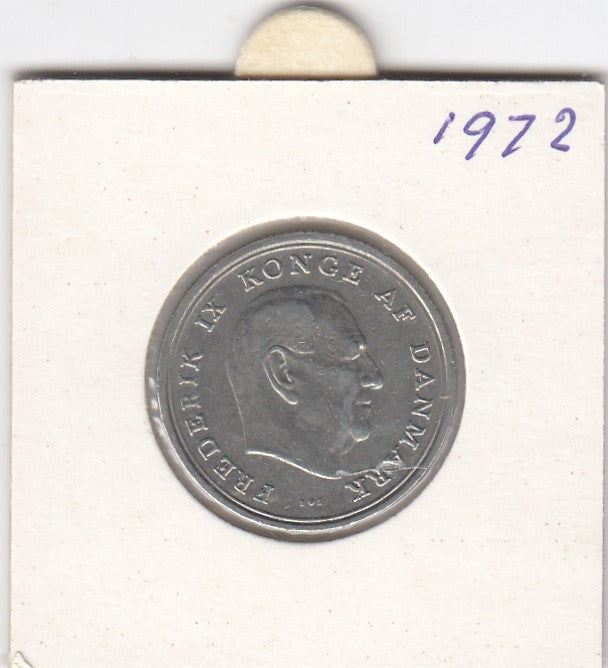 1972
FREDERIK IX KONGE AF DANMARK